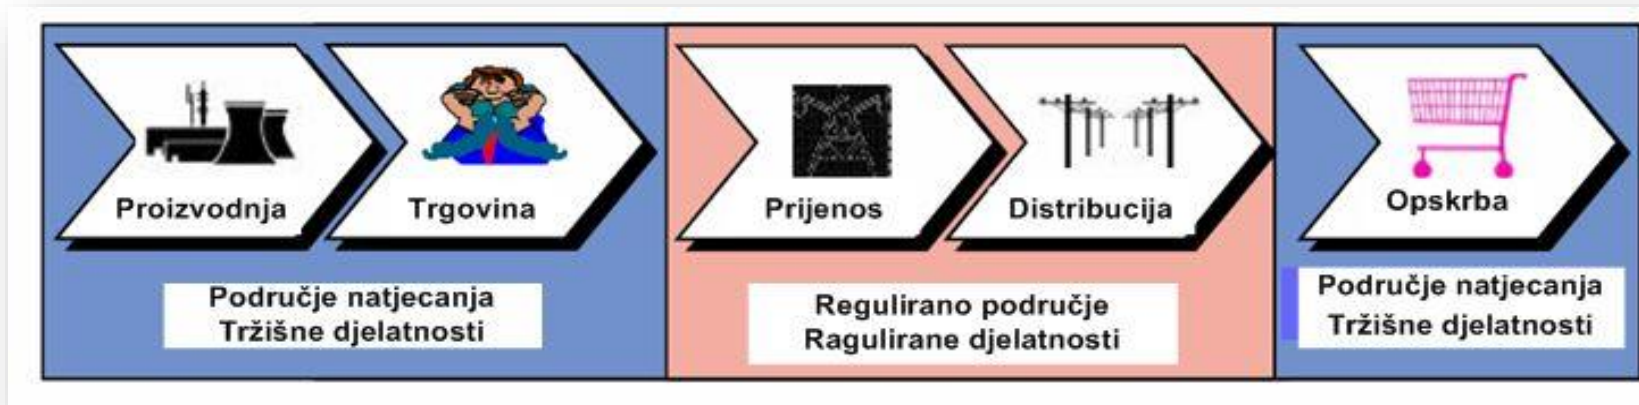 Proizvodnja
Trgovina
Prijenos
Distribucija
Opskrba
Područje natjecanja
Tržišne djelatnosti
Regulirano područje
Ragulirane djelatnosti
Područje natjecanja
Tržišne djelatnosti